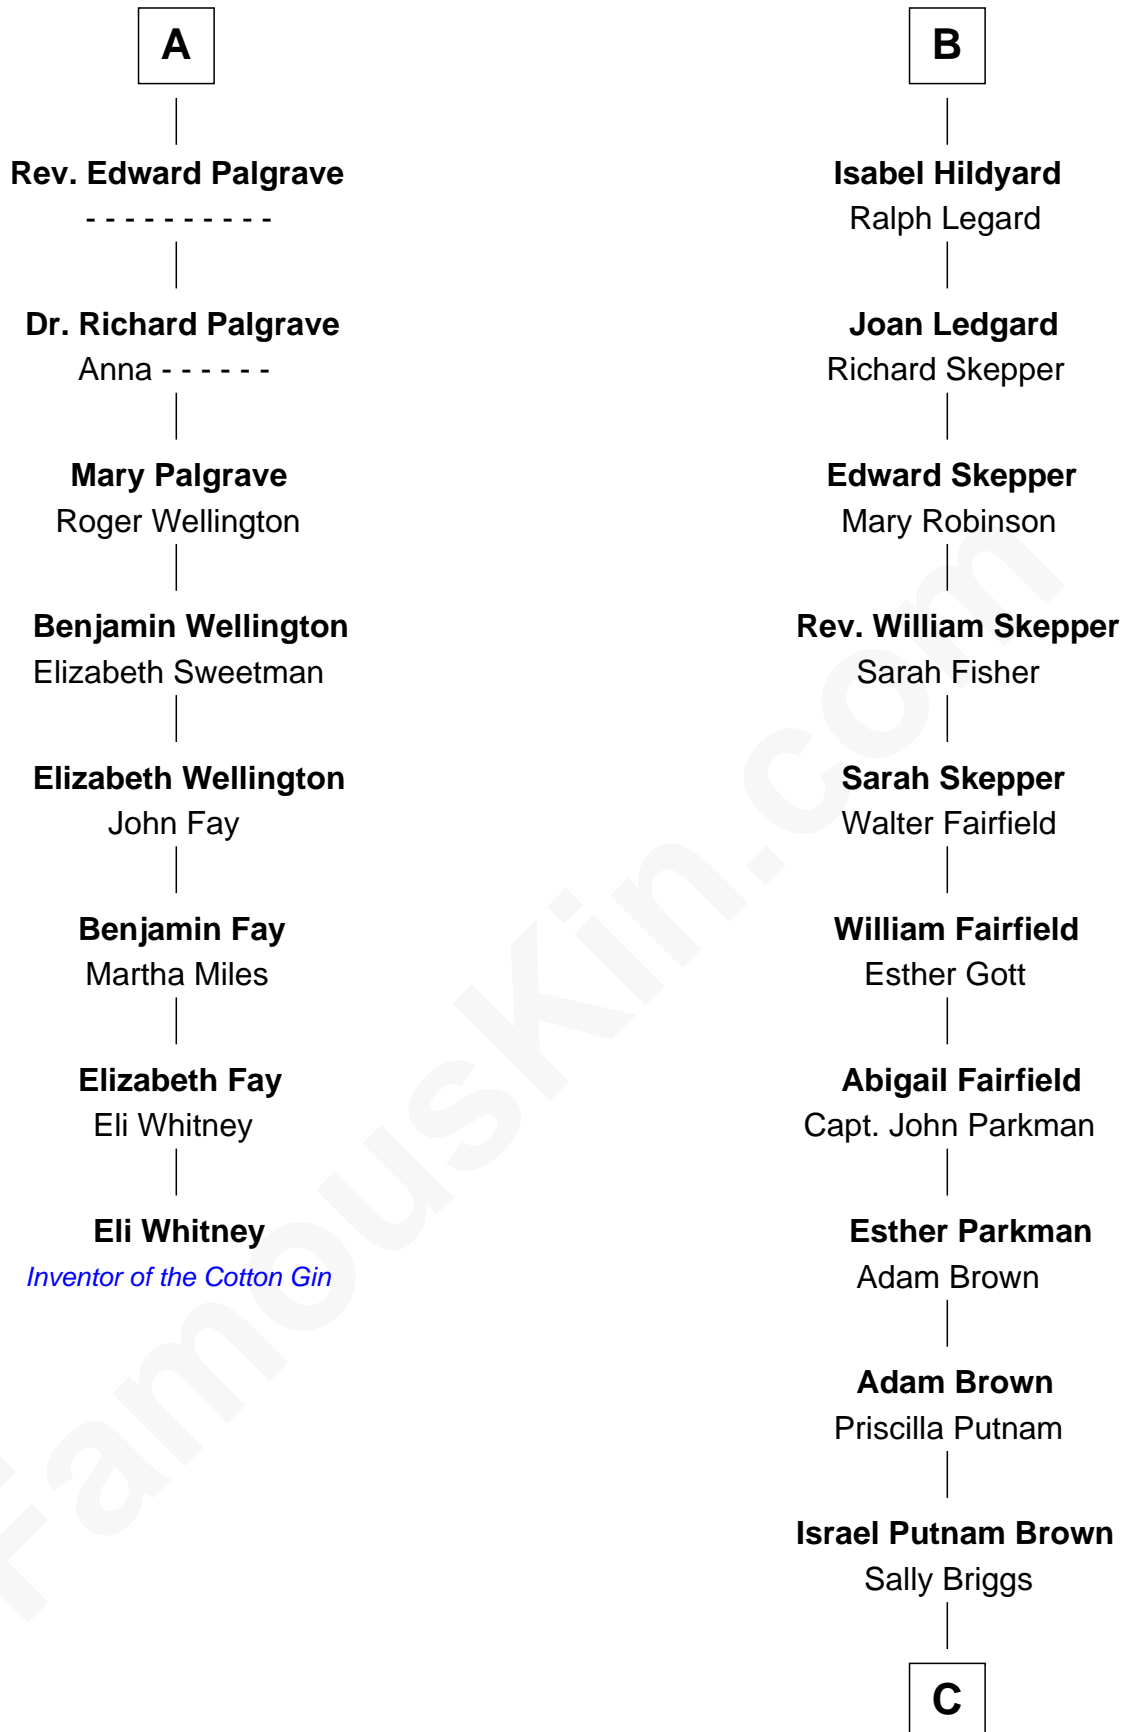 A
Rev. Edward Palgrave
- - - - - - - - - -
Dr. Richard Palgrave
Anna - - - - - -
Mary Palgrave
Roger Wellington
Benjamin Wellington
Elizabeth Sweetman
Elizabeth Wellington
John Fay
Benjamin Fay
Martha Miles
Elizabeth Fay
Eli Whitney
Eli Whitney
Inventor of the Cotton Gin
B
Isabel Hildyard
Ralph Legard
Joan Ledgard
Richard Skepper
Edward Skepper
Mary Robinson
Rev. William Skepper
Sarah Fisher
Sarah Skepper
Walter Fairfield
William Fairfield
Esther Gott
Abigail Fairfield
Capt. John Parkman
Esther Parkman
Adam Brown
Adam Brown
Priscilla Putnam
Israel Putnam Brown
Sally Briggs
C
FamousKin.com